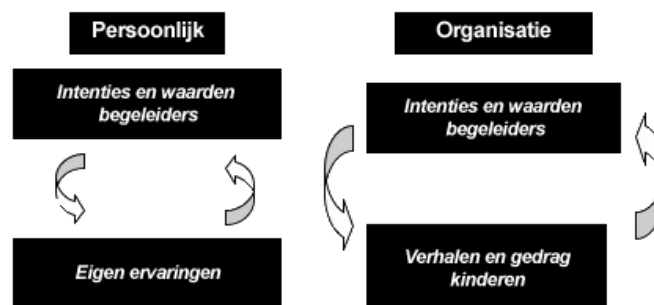 Persoonlijk
Intenties en waarden
begeleiders
Eigen ervaringen
Organisatie
Intenties en waarden
begeleiders
Verhalen en gedrag
kinderen